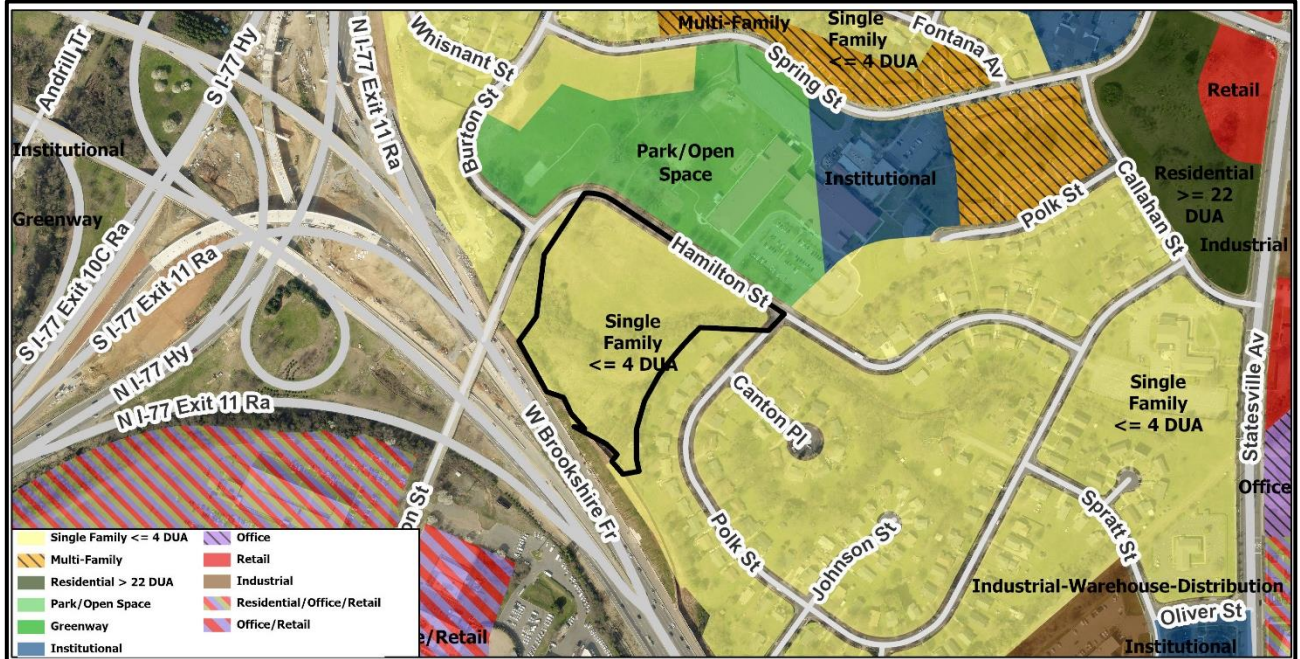 Andrill Tr
S I-77 Hy
N I-77 Exit 11 Ra
Whisnant St
Burton St
Multi-Family
Single
Family
<= 4 DUA
Fontana Av
Spring St
Retail
Institutional
Park/Open
Space
Institutional
Residential
>= 22
DUA
Callahan St
Polk St
Greenway
Industrial
S I-77 Exit 10C Ra
S I-77 Exit 11 Ra
Hamilton St
Single
Family
<= 4 DUA
N I-77 Hy
N I-77 Exit 11 Ra
W Brookshire Fr
Canton Pl
Single
Family
<= 4 DUA
Statesville Av
Office
on St
Polk St
Johnson St
Spratt St
Industrial-Warehouse-Distribution
Oliver St
Institutional
e/Retail
Single Family <= 4 DUA
Multi-Family
Residential > 22 DUA
Park/Open Space
Greenway
Institutional
Office
Retail
Industrial
Residential/Office/Retail
Office/Retail